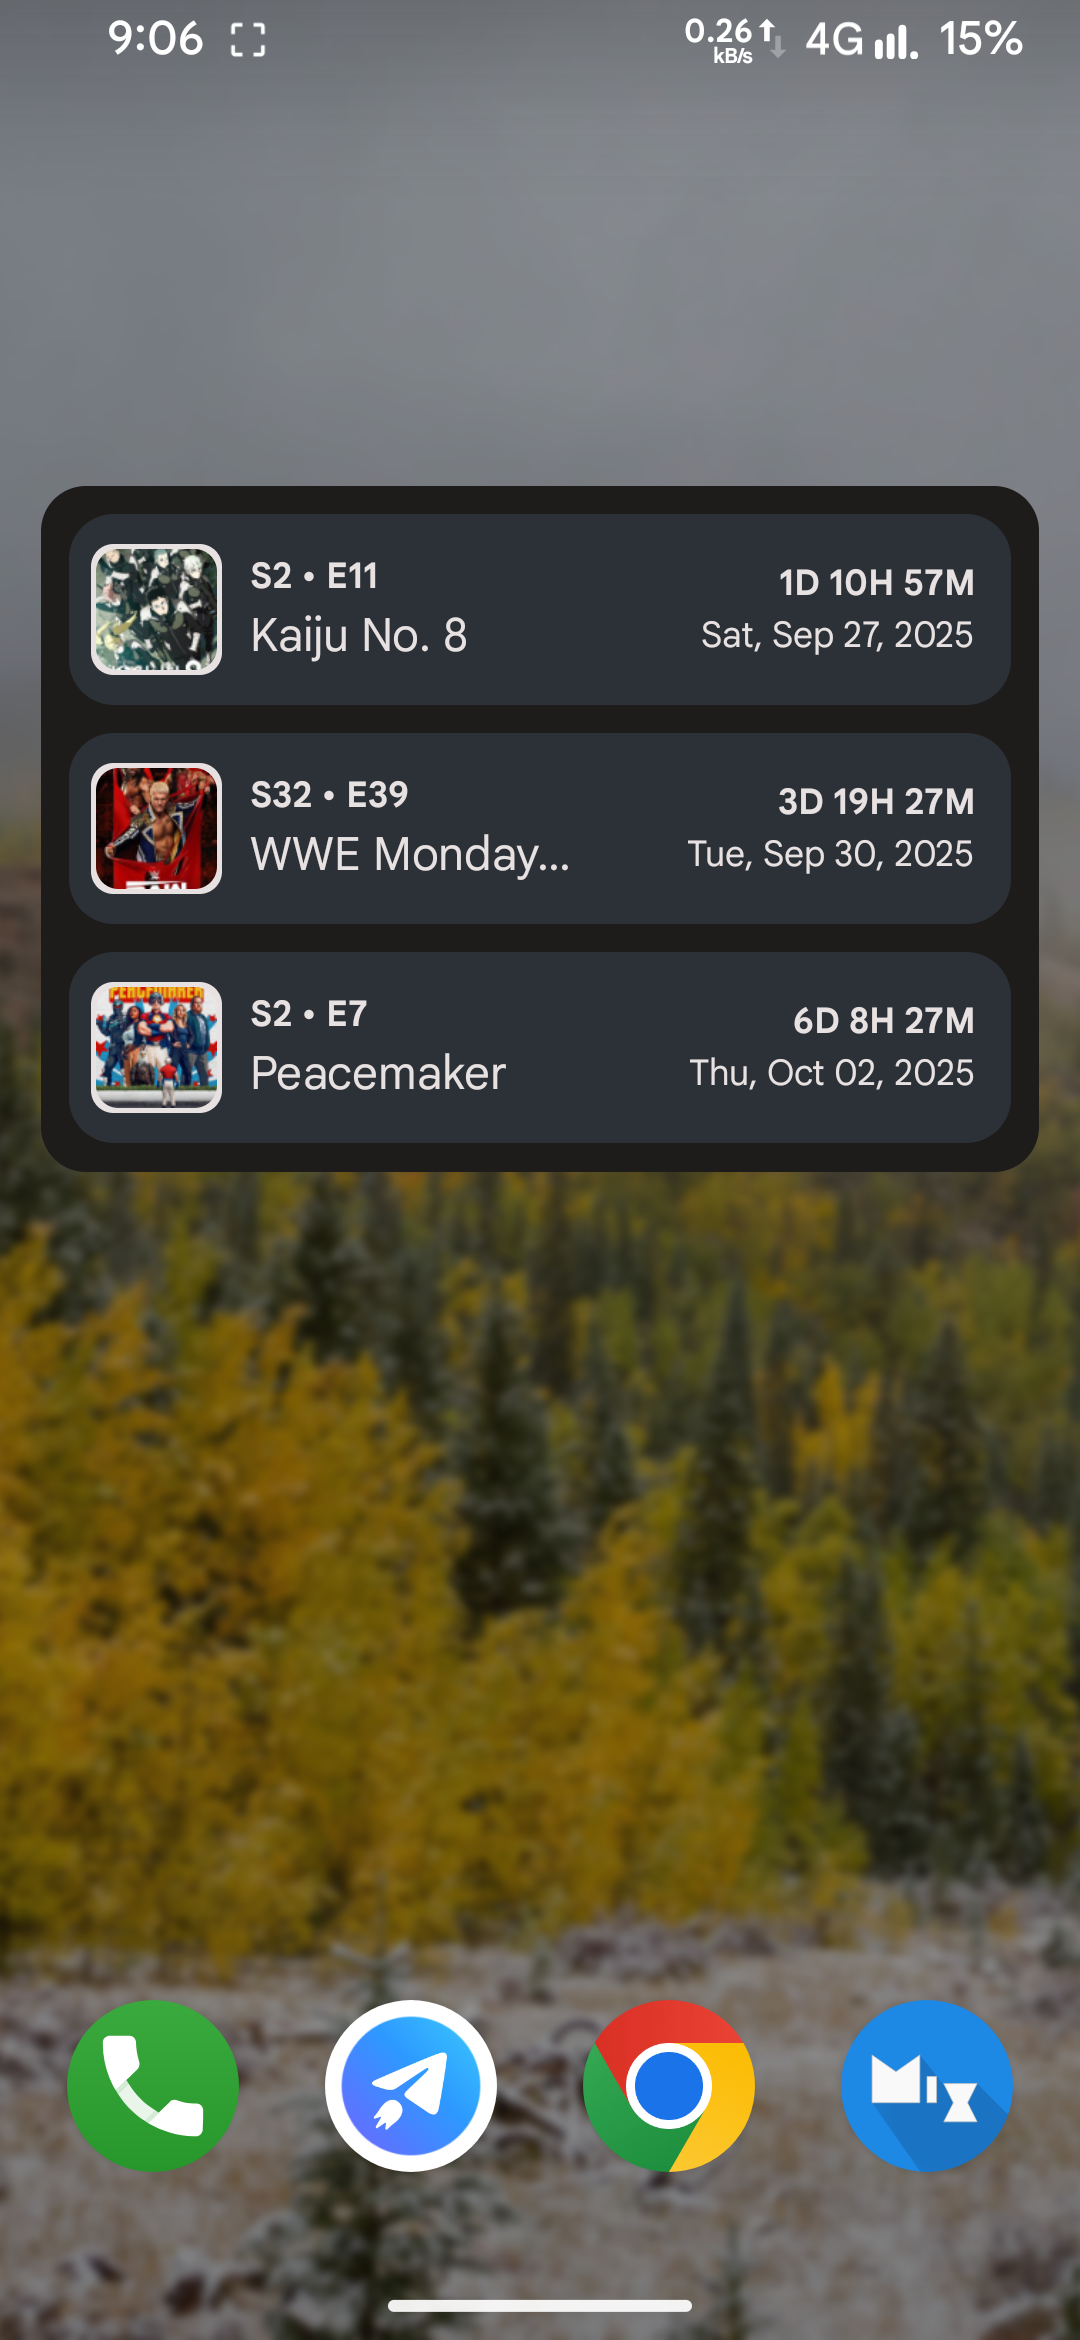 9:06
0.26
kB/s
4G
15%
S2 • E11
Kaiju No. 8
1D 10H 57M
Sat, Sep 27, 2025
S32 • E39
WWE Monday...
3D 19H 27M
Tue, Sep 30, 2025
S2 • E7
Peacemaker
6D 8H 27M
Thu, Oct 02, 2025
Mix